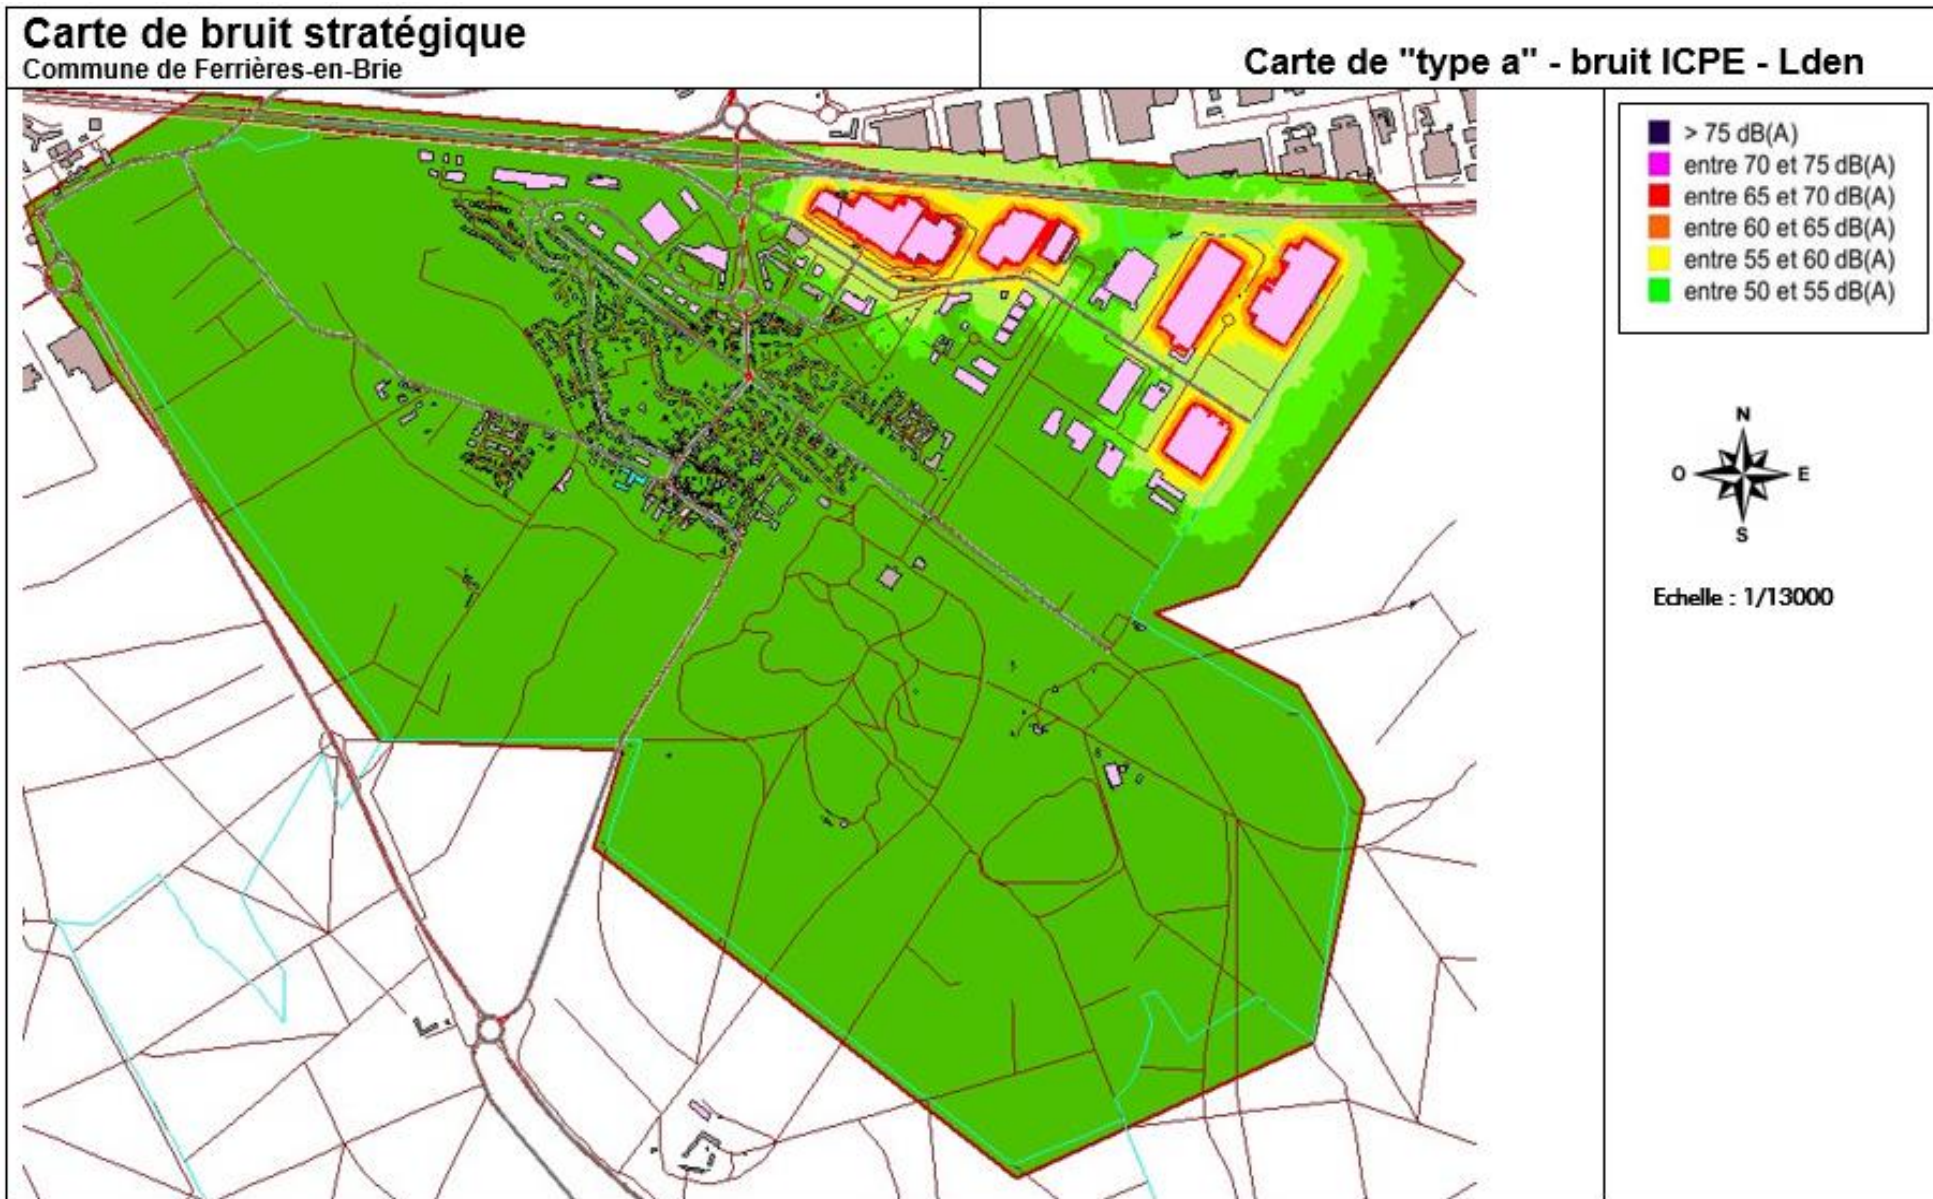 Carte de bruit stratégique
Commune de Ferrières-en-Brie
Carte de "type a" - bruit ICPE - Lden
> 75 dB(A)
entre 70 et 75 dB(A)
entre 65 et 70 dB(A)
entre 60 et 65 dB(A)
entre 55 et 60 dB(A)
entre 50 et 55 dB(A)
N
O
E
S
Echelle : 1/13000